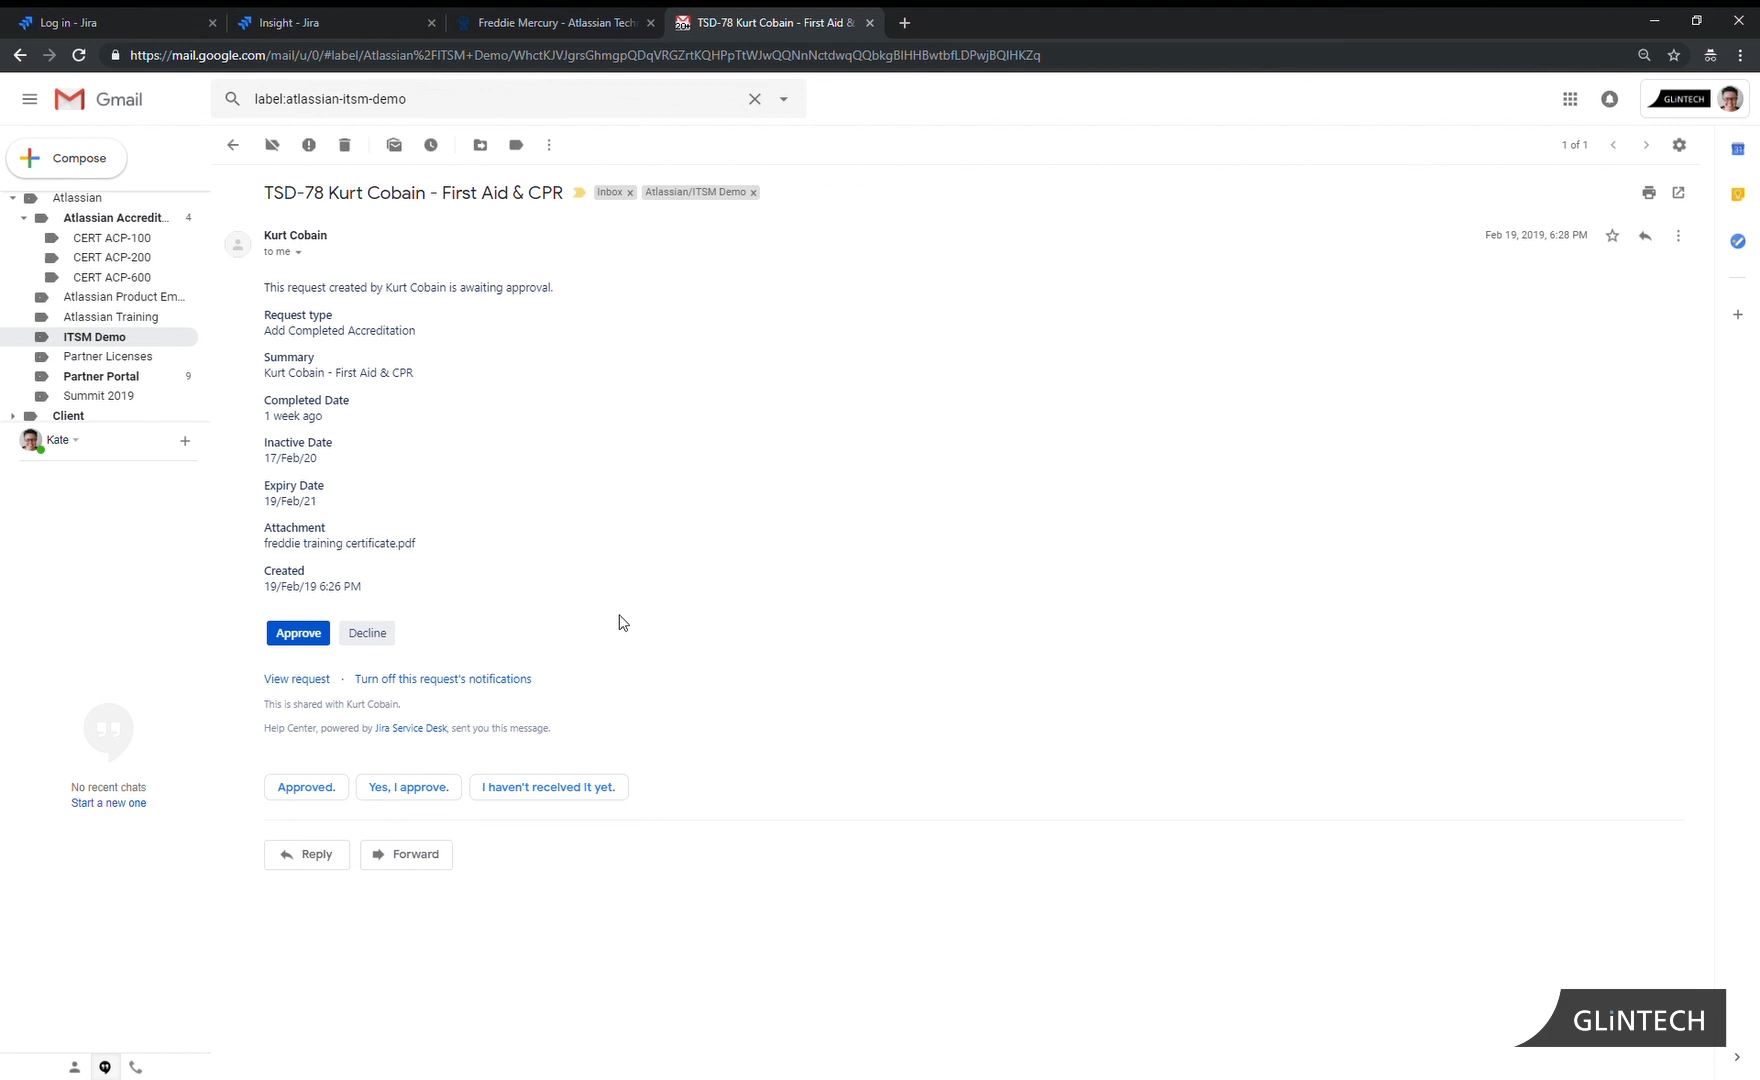 Log in - Jira
Insight - Jira
Freddie Mercury - Atlassian Tech
TSD-78 Kurt Cobain - First Aid &
https://mail.google.com/mail/u/0/#label/Atlassian%2FITSM+Demo/WhctKJVJgrsGhmgpQDqVRGZrtKQHPpTtWJwQQNnNctdwqQQbkgBlHHBwtbfLDPwjBQlHKZq
Gmail
label:atlassian-itsm-demo
GLiNTECH
Compose
1 of 1
31
Atlassian
Atlassian Accredit... 4
CERT ACP-100
CERT ACP-200
CERT ACP-600
Atlassian Product Em...
Atlassian Training
ITSM Demo
Partner Licenses
Partner Portal 9
Summit 2019
Client
Kate
No recent chats
Start a new one
TSD-78 Kurt Cobain - First Aid & CPR
Inbox x
Atlassian/ITSM Demo x
Kurt Cobain
Feb 19, 2019, 6:28 PM
to me
This request created by Kurt Cobain is awaiting approval.
Request type
Add Completed Accreditation
Summary
Kurt Cobain - First Aid & CPR
Completed Date
1 week ago
Inactive Date
17/Feb/20
Expiry Date
19/Feb/21
Attachment
freddie training certificate.pdf
Created
19/Feb/19 6:26 PM
Approve
Decline
View request · Turn off this request's notifications
This is shared with Kurt Cobain.
Help Center, powered by Jira Service Desk, sent you this message.
Approved.
Yes, I approve.
I haven't received it yet.
Reply
Forward
GLiNTECH